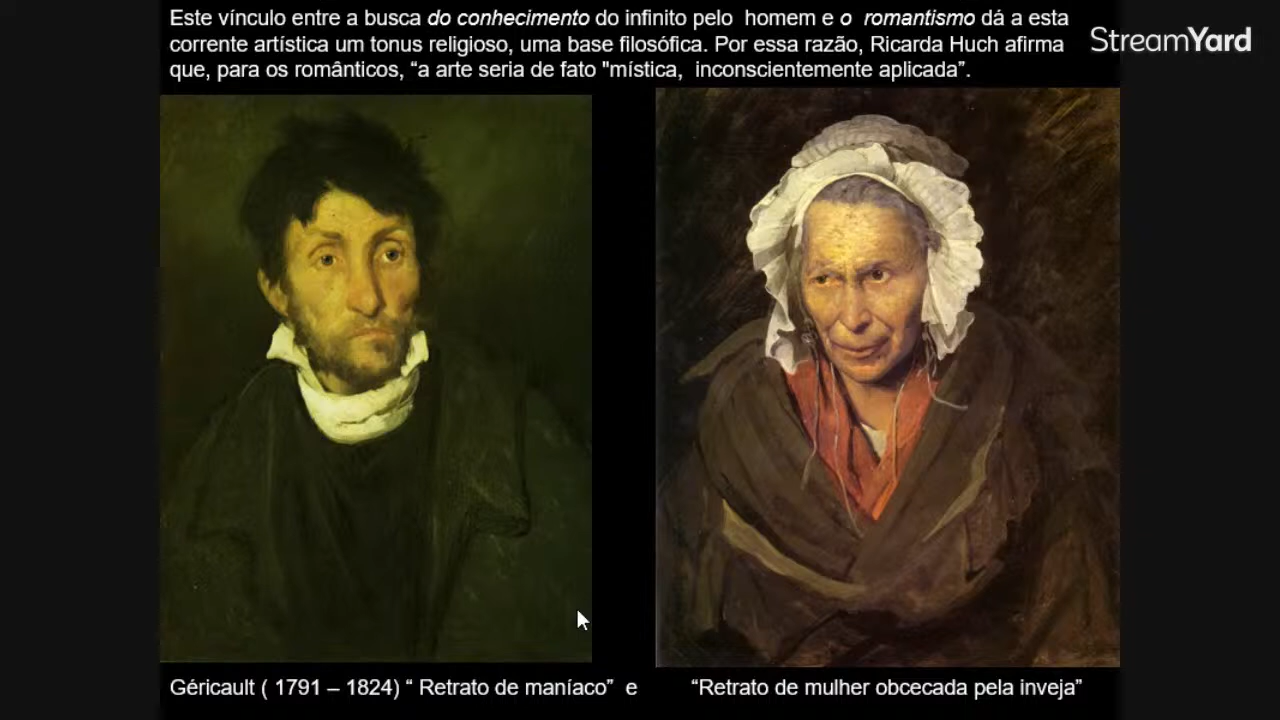 Este vínculo entre a busca do conhecimento do infinito pelo homem e o romantismo dá a esta
corrente artística um tonus religioso, uma base filosófica. Por essa razão, Ricarda Huch afirma
que, para os românticos, “a arte seria de fato "mística, inconscientemente aplicada”.
StreamYard
Géricault ( 1791 – 1824) “ Retrato de maníaco” e “Retrato de mulher obcecada pela inveja”